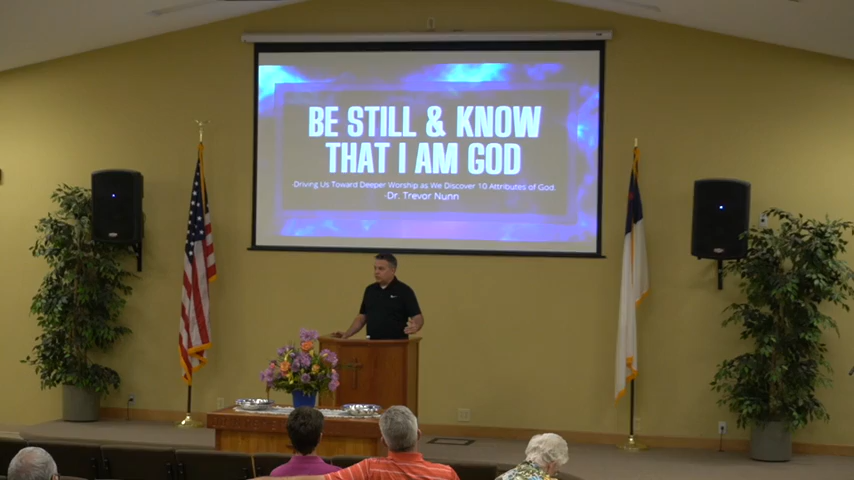 BE STILL & KNOW
THAT I AM GOD
-Driving Us Toward Deeper Worship as We Discover 10 Attributes of God.
-Dr. Trevor Nunn